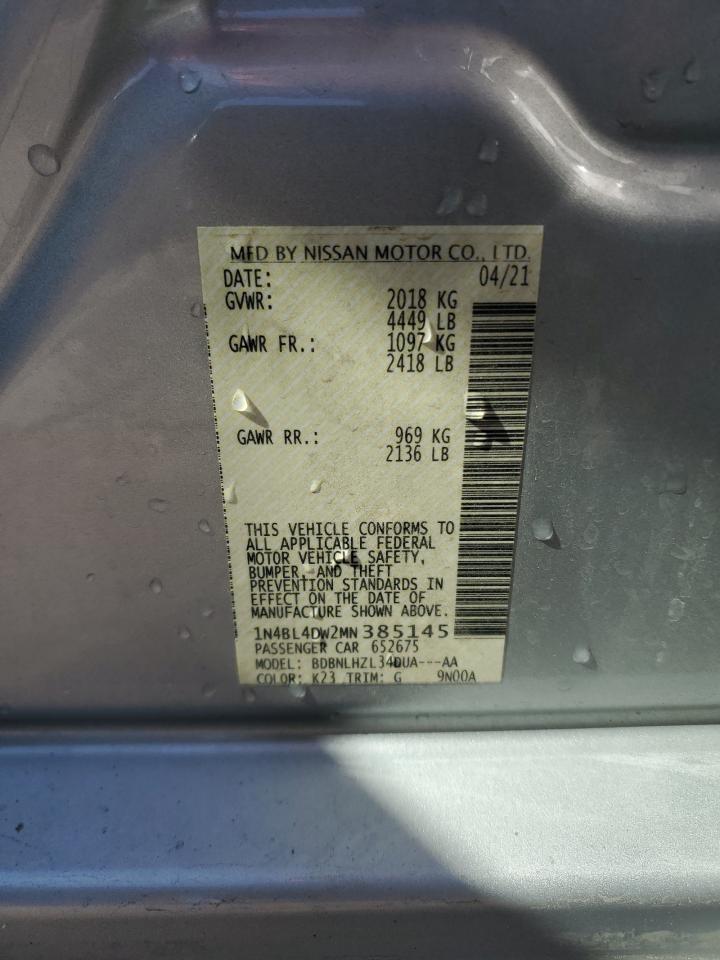 MFD BY NISSAN MOTOR CO., LTD.
DATE: 04/21
GVWR: 2018 KG
4449 LB
GAWR FR.: 1097 KG
2418 LB
GAWR RR.: 969 KG
2136 LB
THIS VEHICLE CONFORMS TO
ALL APPLICABLE FEDERAL
MOTOR VEHICLE SAFETY,
BUMPER, AND THEFT
PREVENTION STANDARDS IN
EFFECT ON THE DATE OF
MANUFACTURE SHOWN ABOVE.
1N4BL4DW2MN385145
PASSENGER CAR 652675
MODEL: BDBNLHZL34DUA---AA
COLOR: K23 TRIM: G 9N00A